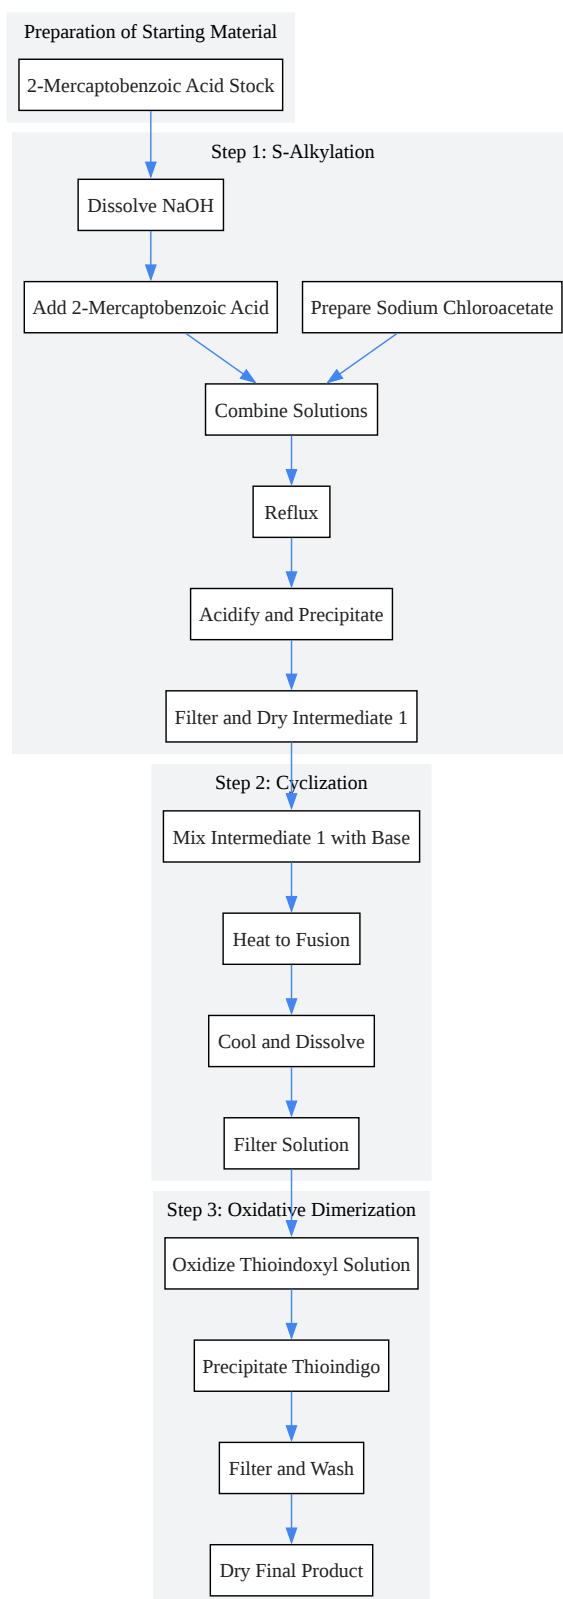 Preparation of Starting Material
2-Mercaptobenzoic Acid Stock
Step 1: S-Alkylation
Dissolve NaOH
Add 2-Mercaptobenzoic Acid
Prepare Sodium Chloroacetate
Combine Solutions
Reflux
Acidify and Precipitate
Filter and Dry Intermediate 1
Step 2: Cyclization
Mix Intermediate 1 with Base
Heat to Fusion
Cool and Dissolve
Filter Solution
Step 3: Oxidative Dimerization
Oxidize Thioindoxyl Solution
Precipitate Thioindigo
Filter and Wash
Dry Final Product